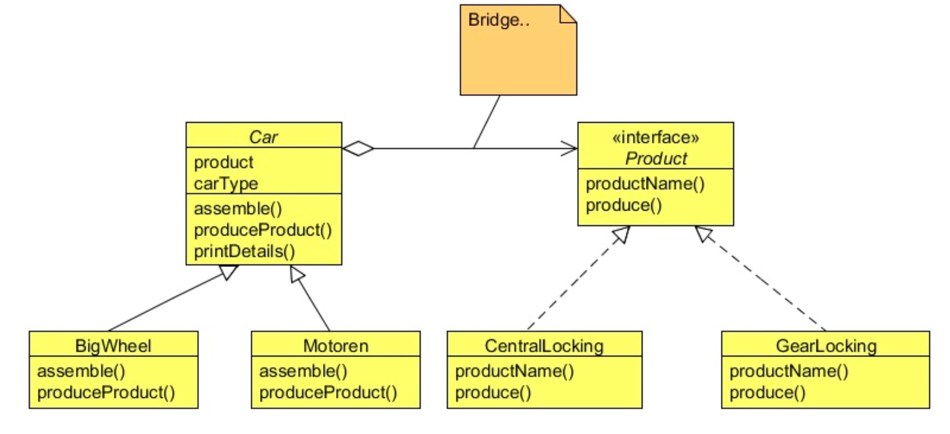 Bridge..
Car
product
carType
assemble()
produceProduct()
printDetails()
«interface»
Product
productName()
produce()
BigWheel
assemble()
produceProduct()
Motoren
assemble()
produceProduct()
CentralLocking
productName()
produce()
GearLocking
productName()
produce()